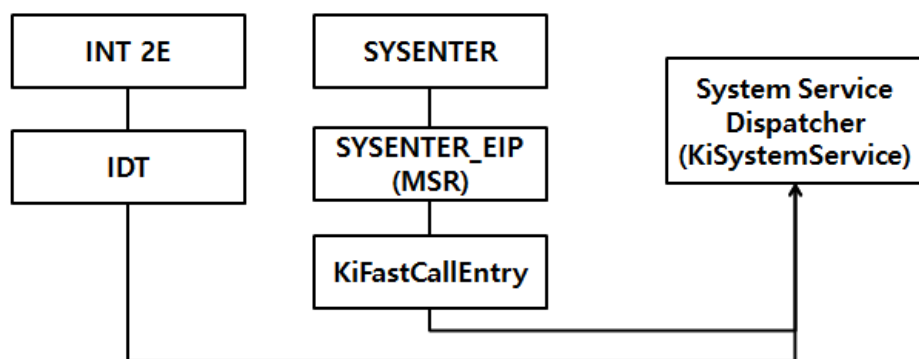 INT 2E
IDT
SYSENTER
SYSENTER_EIP
(MSR)
KiFastCallEntry
System Service
Dispatcher
(KiSystemService)